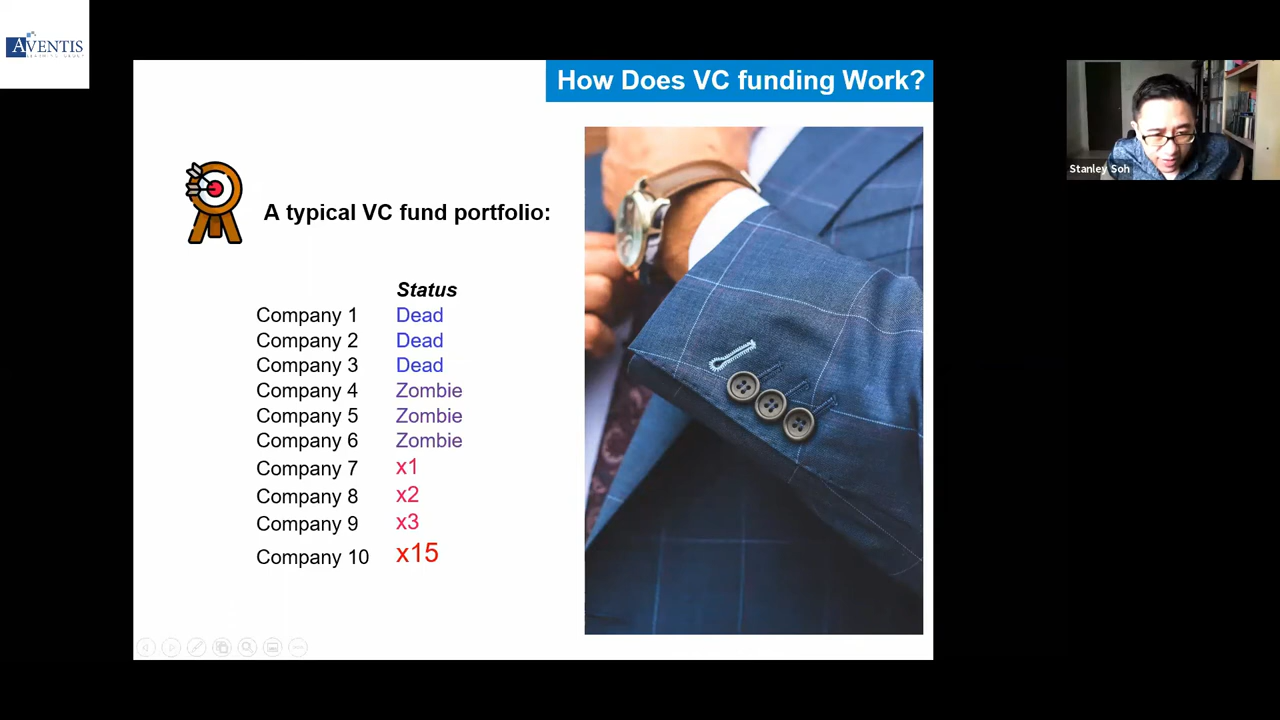 AVENTIS
How Does VC funding Work?
Stanley Soh
A typical VC fund portfolio:
Status
Company 1 Dead
Company 2 Dead
Company 3 Dead
Company 4 Zombie
Company 5 Zombie
Company 6 Zombie
Company 7 x1
Company 8 x2
Company 9 x3
Company 10 x15